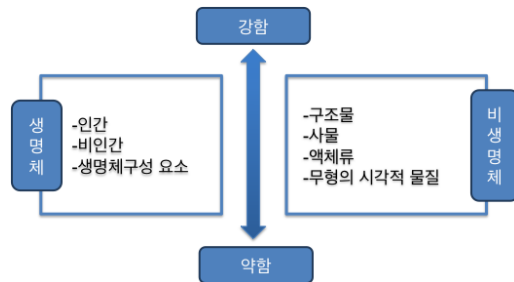 강함
생명체
-인간
-비인간
-생명체구성 요소
-구조물
-사물
-액체류
-무형의 시각적 물질
비생명체
약함